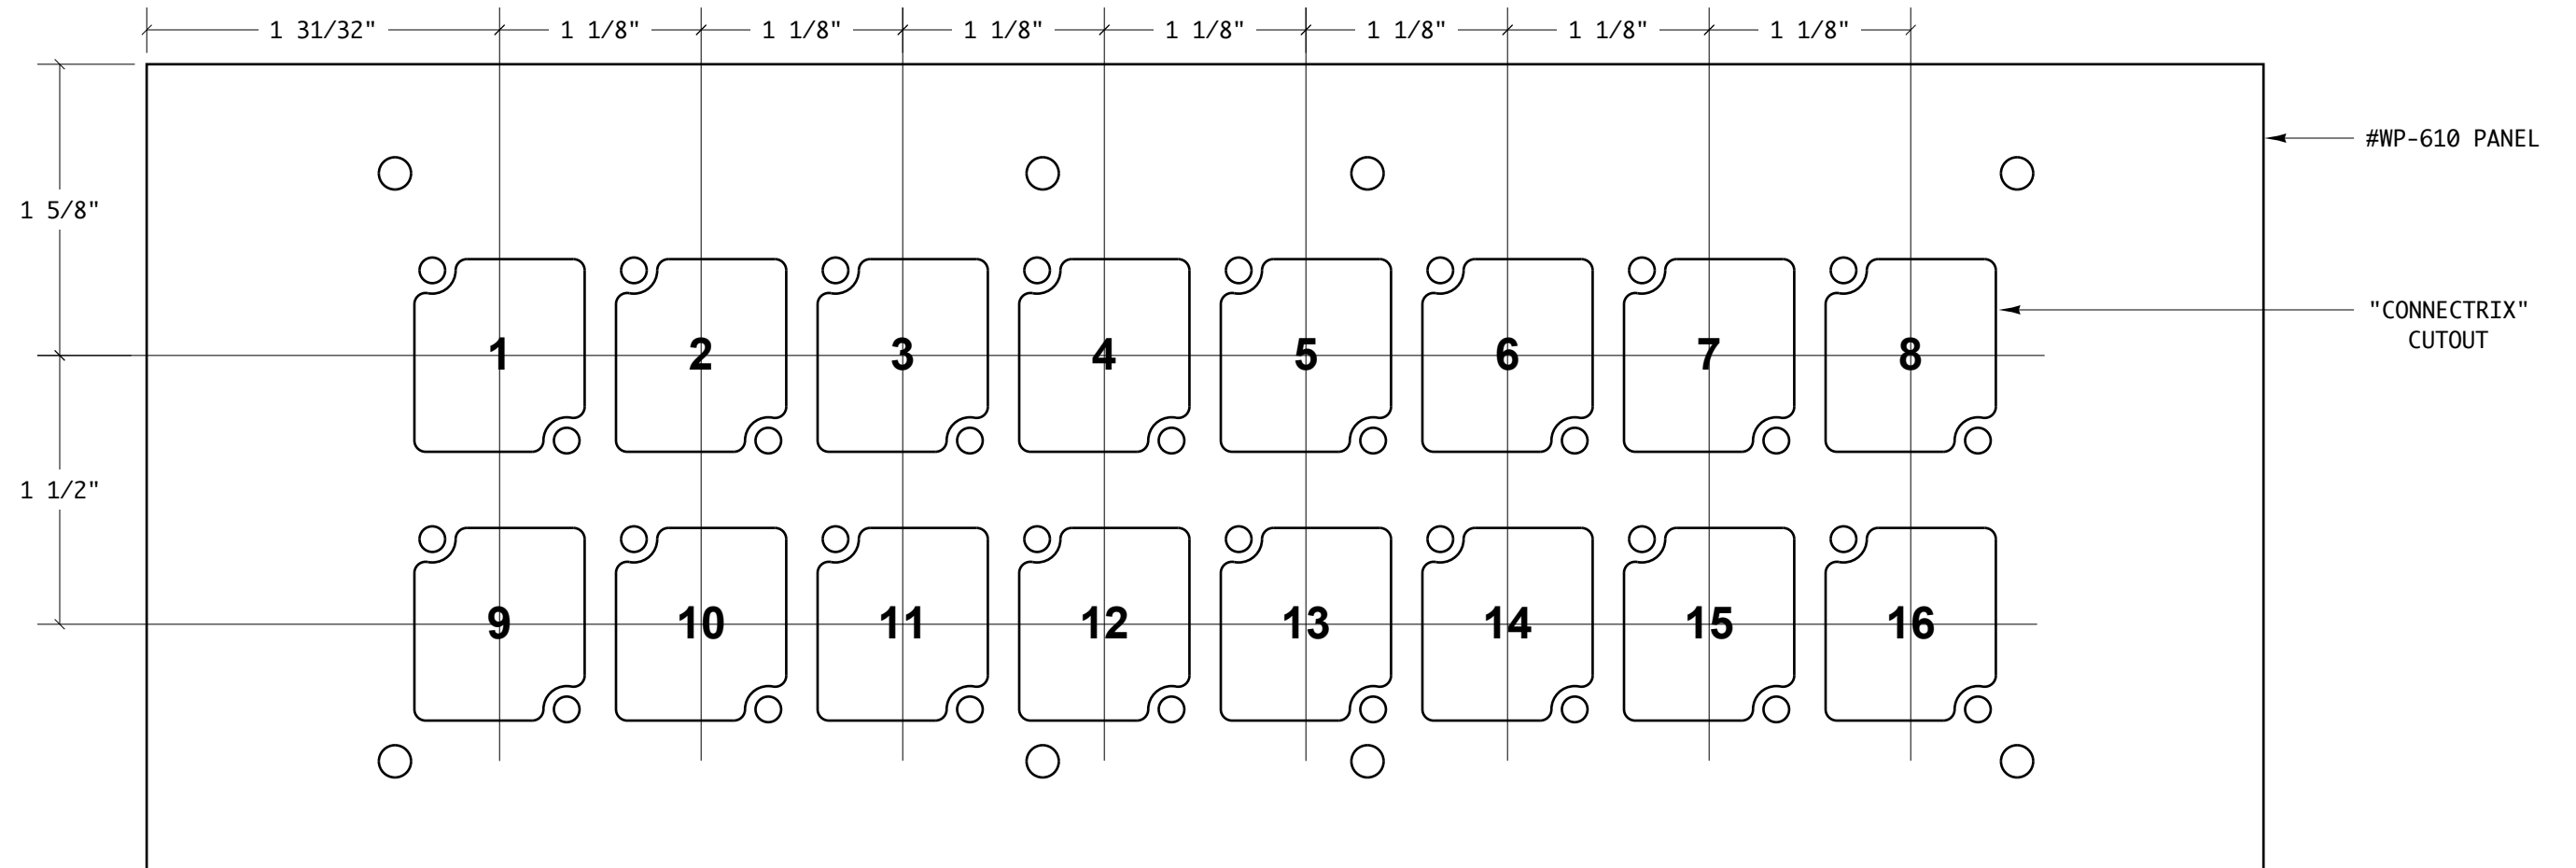 1 31/32" 1 1/8" 1 1/8" 1 1/8" 1 1/8" 1 1/8" 1 1/8" 1 1/8"
#WP-610 PANEL
1 5/8"
"CONNECTRIX"
CUTOUT
1 2 3 4 5 6 7 8
1 1/2"
9 10 11 12 13 14 15 16